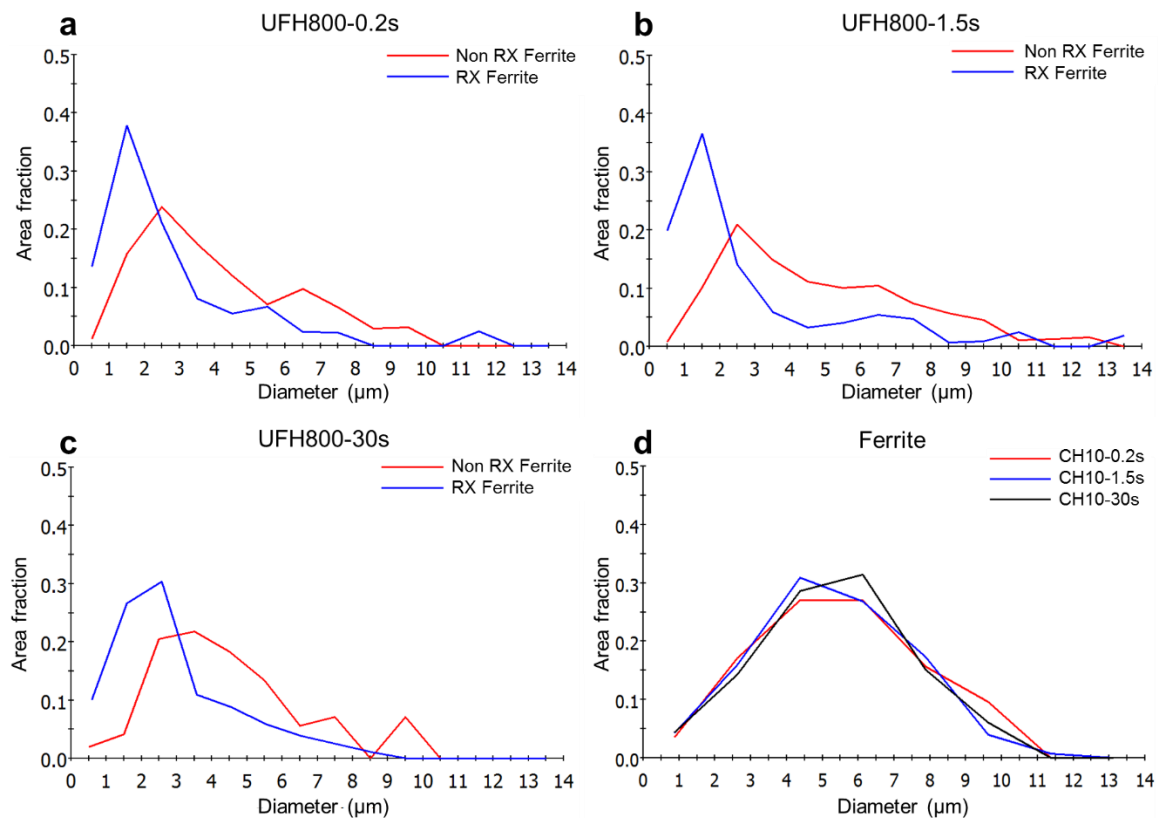 a
UFH800-0.2s
Non RX Ferrite
RX Ferrite
0.5
0.4
0.3
0.2
0.1
0.0
Area fraction
0 1 2 3 4 5 6 7 8 9 10 11 12 13 14
Diameter (µm)
b
UFH800-1.5s
Non RX Ferrite
RX Ferrite
0.5
0.4
0.3
0.2
0.1
0.0
Area fraction
0 1 2 3 4 5 6 7 8 9 10 11 12 13 14
Diameter (µm)
c
UFH800-30s
Non RX Ferrite
RX Ferrite
0.5
0.4
0.3
0.2
0.1
0.0
Area fraction
0 1 2 3 4 5 6 7 8 9 10 11 12 13 14
Diameter (µm)
d
Ferrite
CH10-0.2s
CH10-1.5s
CH10-30s
0.5
0.4
0.3
0.2
0.1
0.0
Area fraction
0 1 2 3 4 5 6 7 8 9 10 11 12 13 14
Diameter (µm)